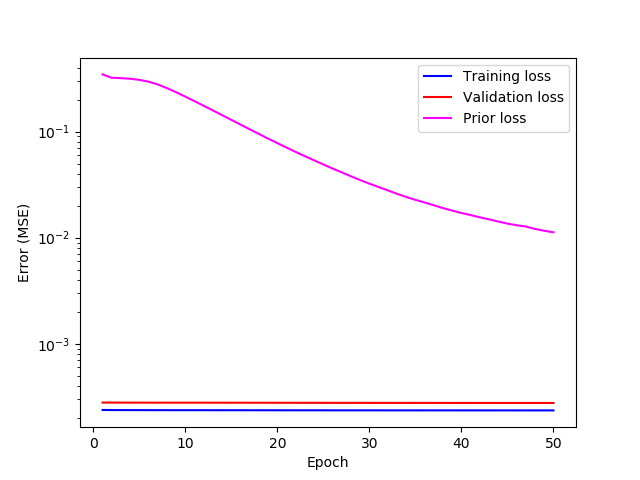 Training loss
Validation loss
Prior loss
10⁻¹
10⁻²
10⁻³
Error (MSE)
0 10 20 30 40 50
Epoch